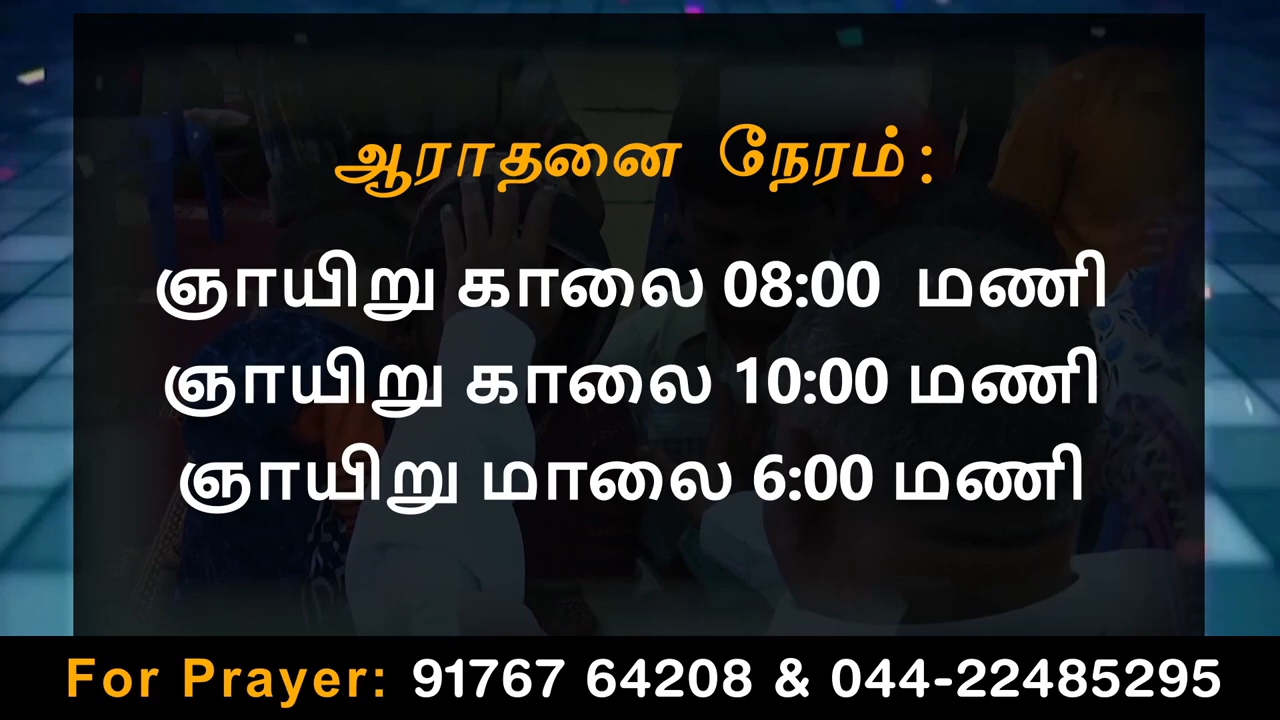 ஆராதனை நேரம்:
ஞாயிறு காலை 08:00 மணி
ஞாயிறு காலை 10:00 மணி
ஞாயிறு மாலை 6:00 மணி
For Prayer: 91767 64208 & 044-22485295